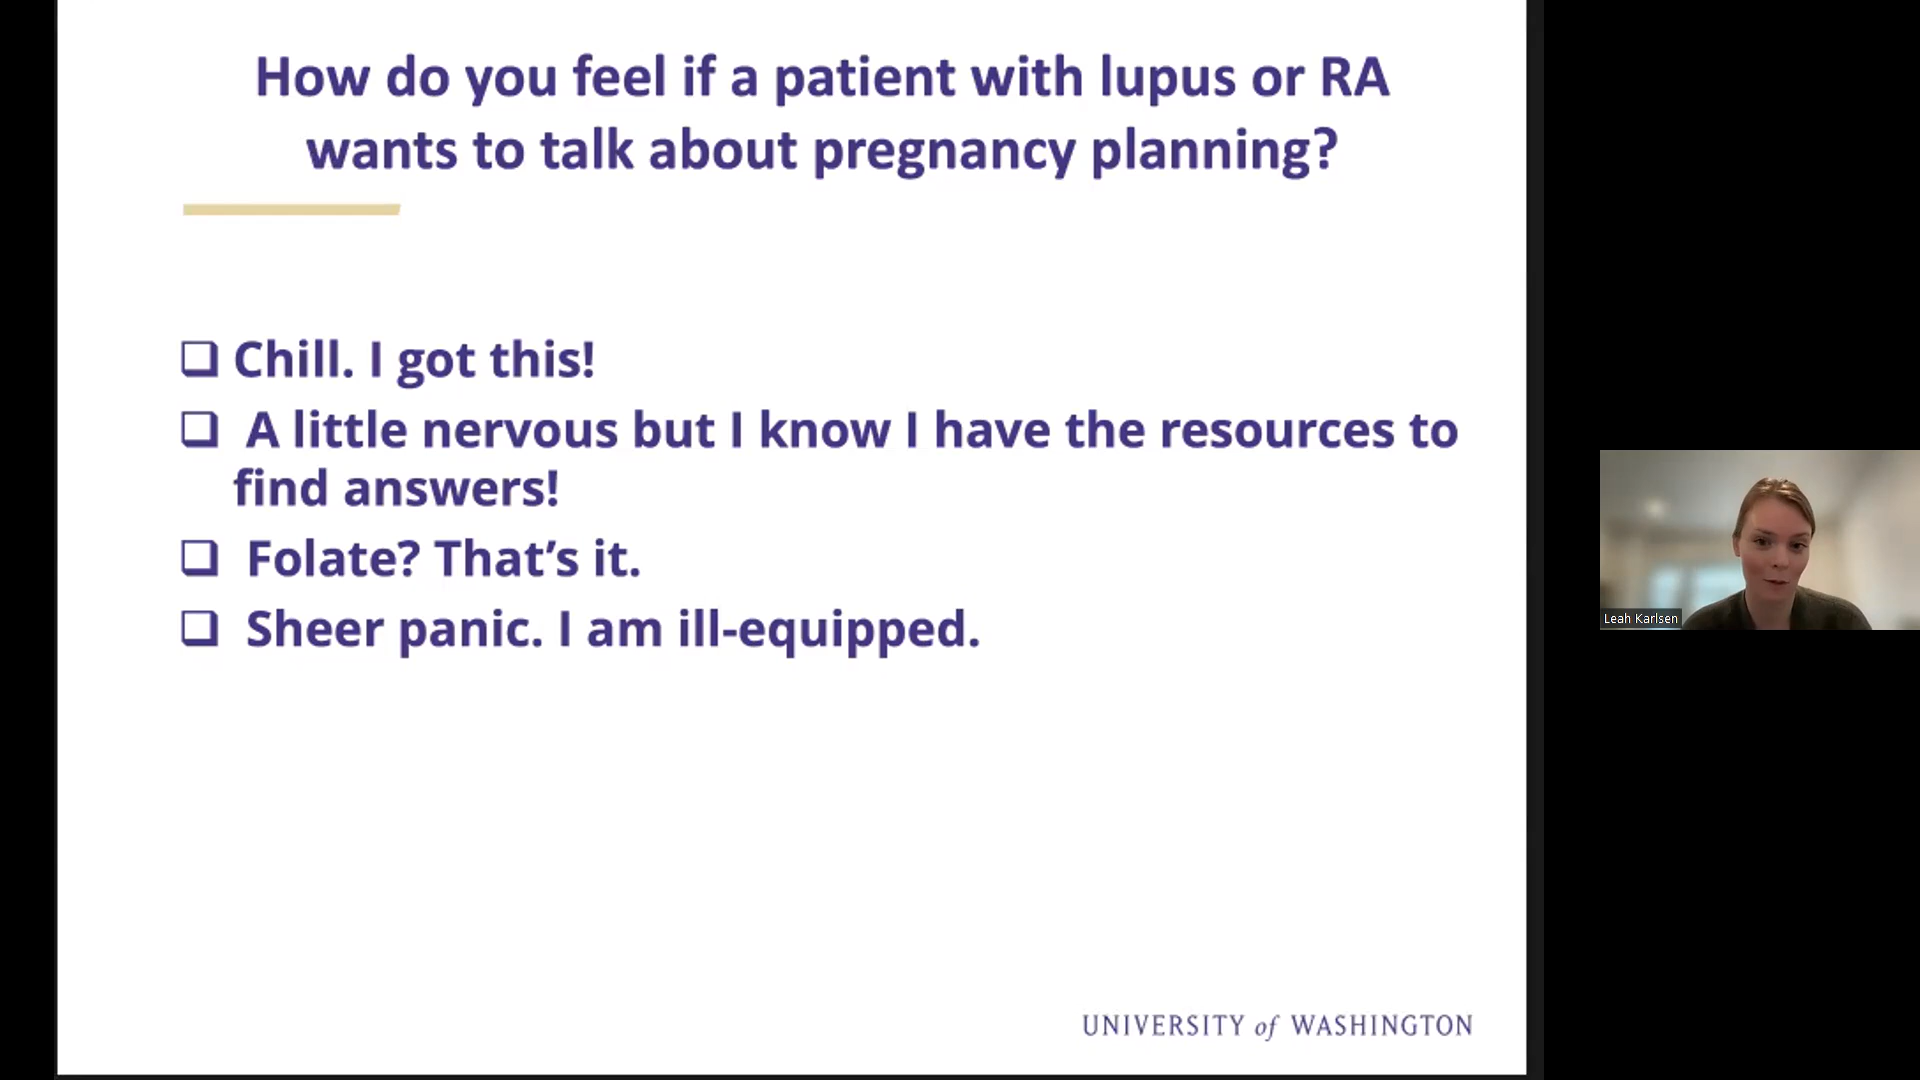 How do you feel if a patient with lupus or RA
wants to talk about pregnancy planning?
Chill. I got this!
A little nervous but I know I have the resources to
find answers!
Folate? That’s it.
Sheer panic. I am ill-equipped.
Leah Karlsen
UNIVERSITY of WASHINGTON